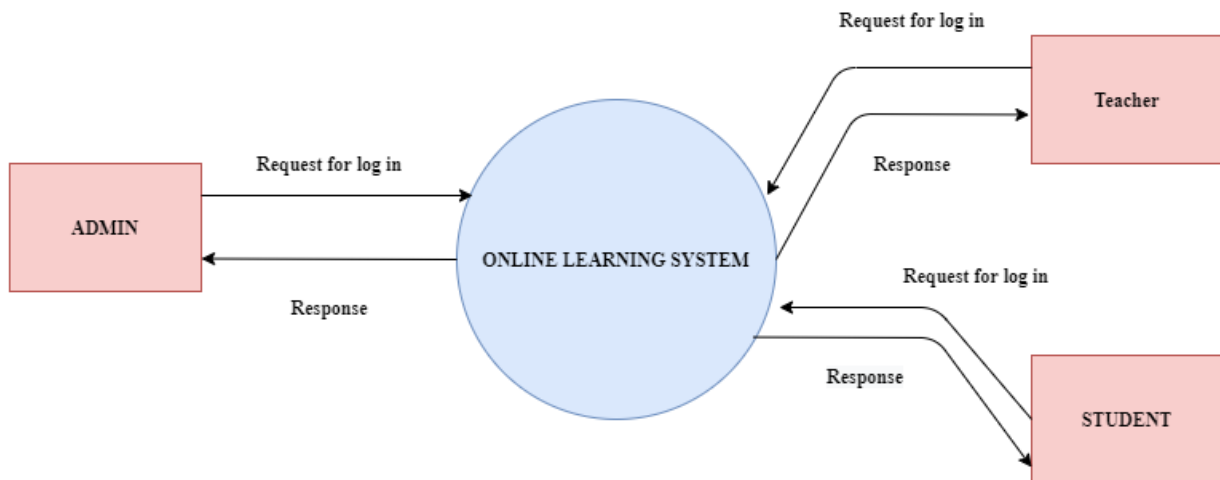 Request for log in
Teacher
Response
Request for log in
ADMIN
ONLINE LEARNING SYSTEM
Response
Request for log in
Response
STUDENT